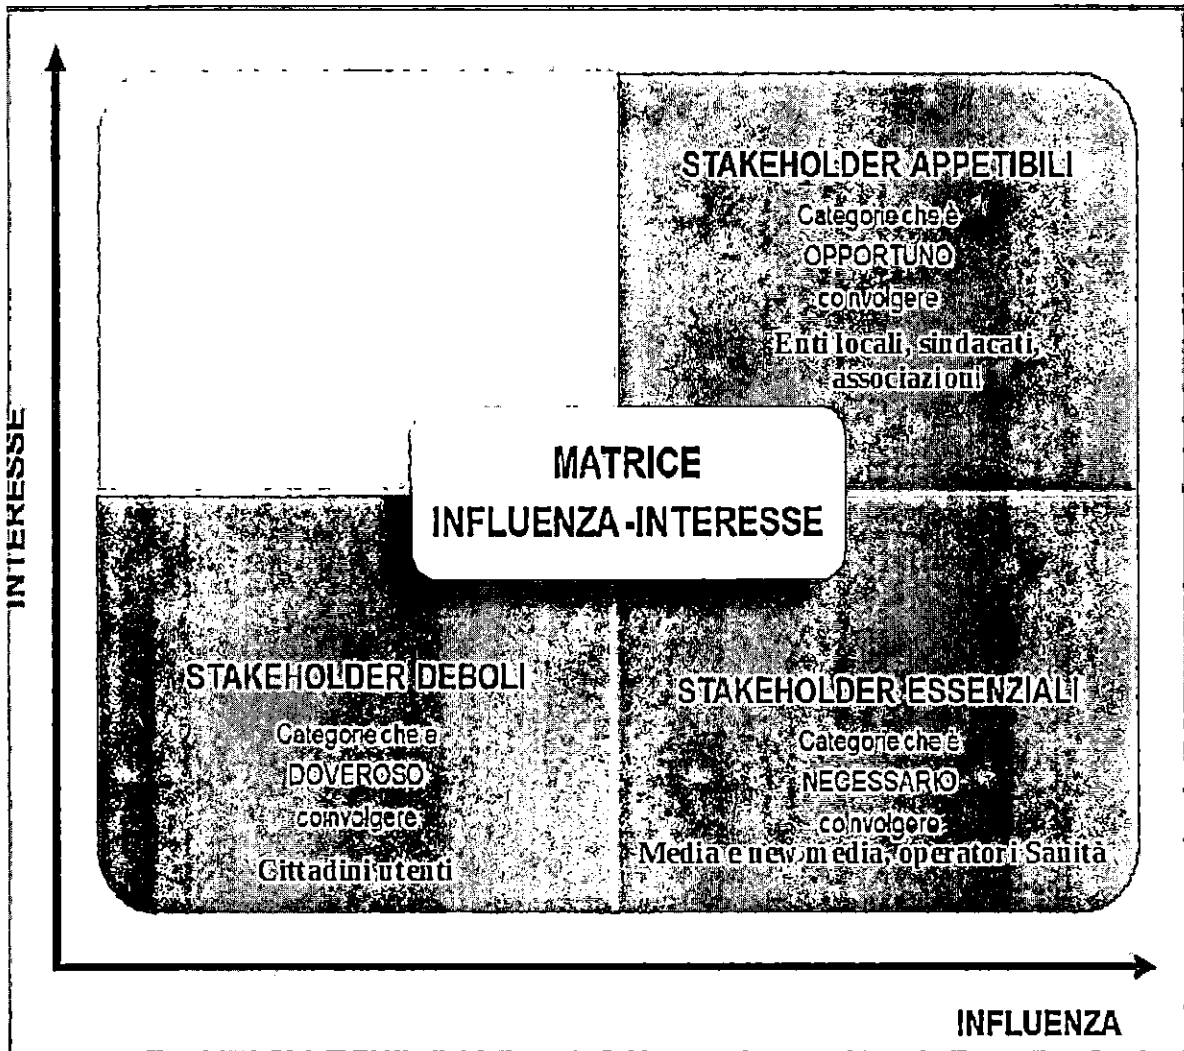 INTERESSE
STAKEHOLDER APPETIBILI
Categorie che è
OPPORTUNO
coinvolgere
Enti locali, sindacati,
associazioni
MATRICE
INFLUENZA-INTERESSE
STAKEHOLDER DEBOLI
Categorie che è
DOVEROSO
coinvolgere
Cittadini utenti
STAKEHOLDER ESSENZIALI
Categorie che è
NECESSARIO
coinvolgere
Media e new media, operatori Sanità
INFLUENZA